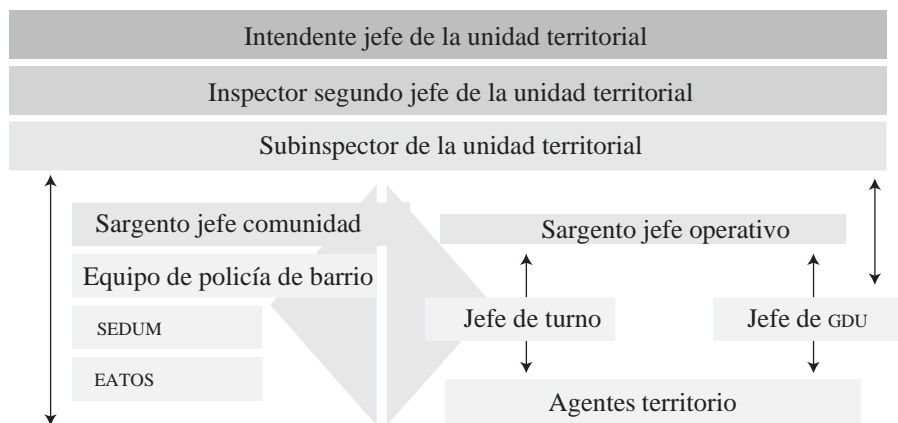 Intendente jefe de la unidad territorial
Inspector segundo jefe de la unidad territorial
Subinspector de la unidad territorial
Sargento jefe comunidad
Equipo de policía de barrio
SEDUM
EATOS
Sargento jefe operativo
Jefe de turno
Jefe de GDU
Agentes territorio